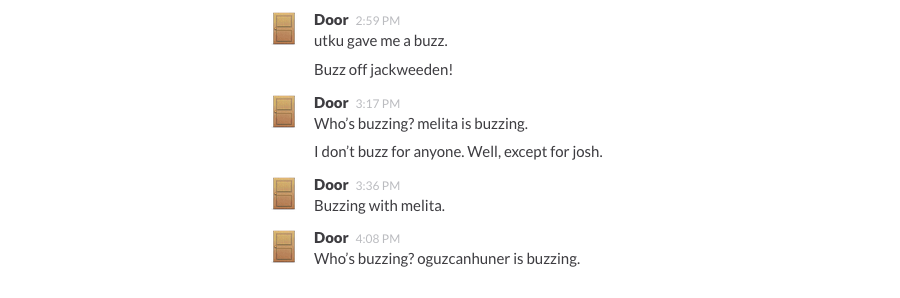 Door 2:59 PM
utku gave me a buzz.
Buzz off jackweeden!
Door 3:17 PM
Who’s buzzing? melita is buzzing.
I don’t buzz for anyone. Well, except for josh.
Door 3:36 PM
Buzzing with melita.
Door 4:08 PM
Who’s buzzing? oguzcanhuner is buzzing.